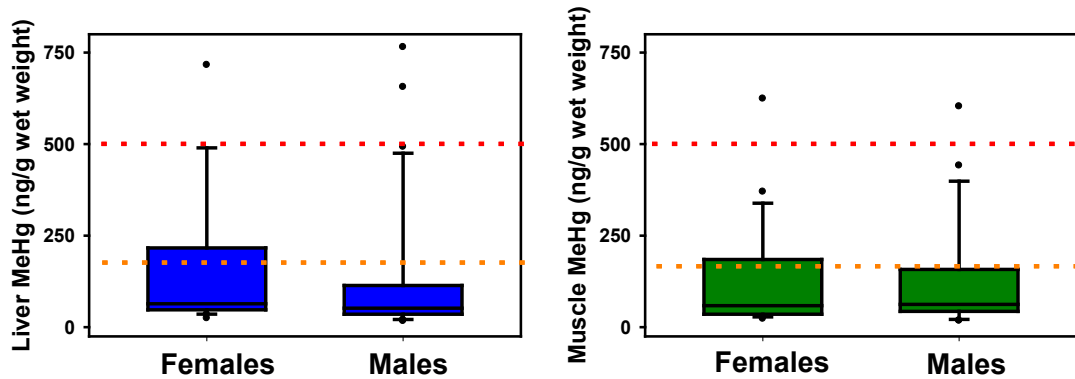 Liver MeHg (ng/g wet weight)
750
500
250
0
Females Males
Muscle MeHg (ng/g wet weight)
750
500
250
0
Females Males